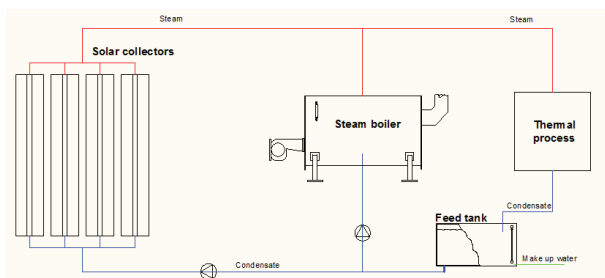 Steam
Steam
Solar collectors
Steam boiler
Thermal
process
Condensate
Feed tank
Condensate
Make up water